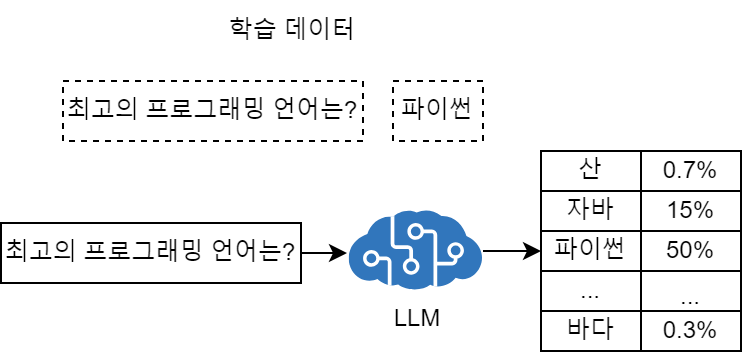 학습 데이터
최고의 프로그래밍 언어는?
파이썬
최고의 프로그래밍 언어는?
LLM
산 0.7%
자바 15%
파이썬 50%
... ...
바다 0.3%